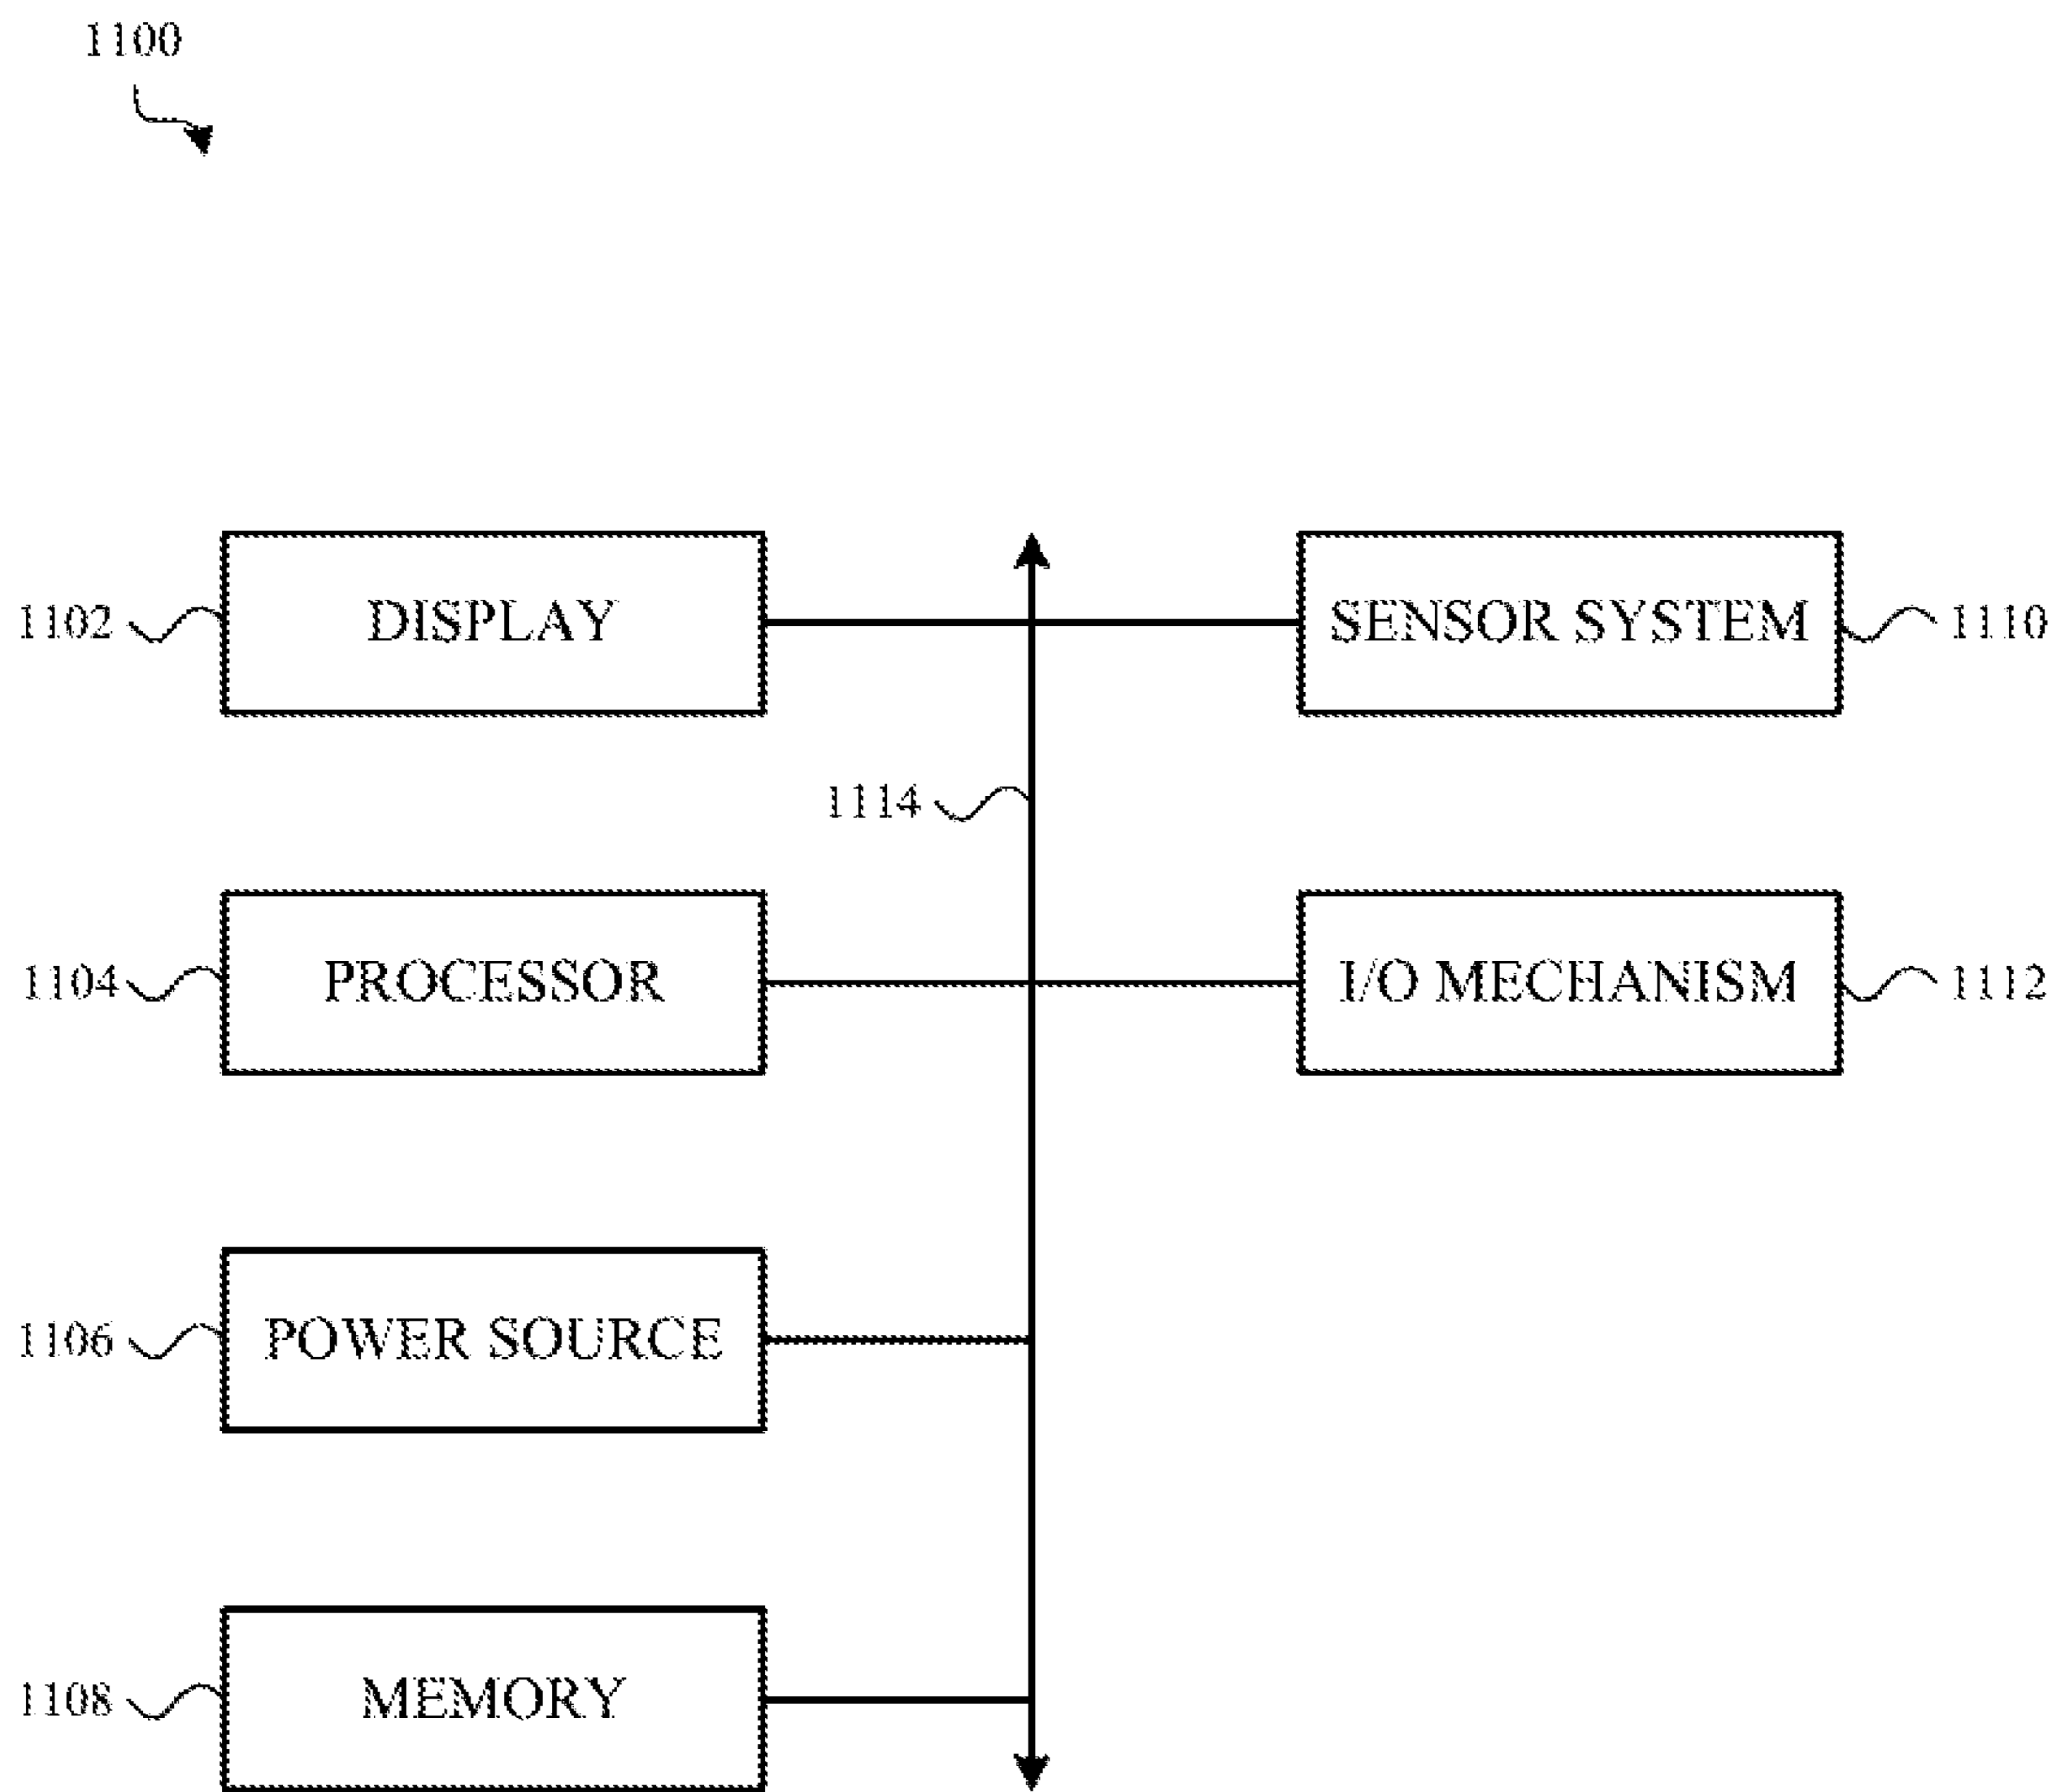 1100
1102 DISPLAY SENSOR SYSTEM 1110
1114
1104 PROCESSOR I/O MECHANISM 1112
1106 POWER SOURCE
1108 MEMORY